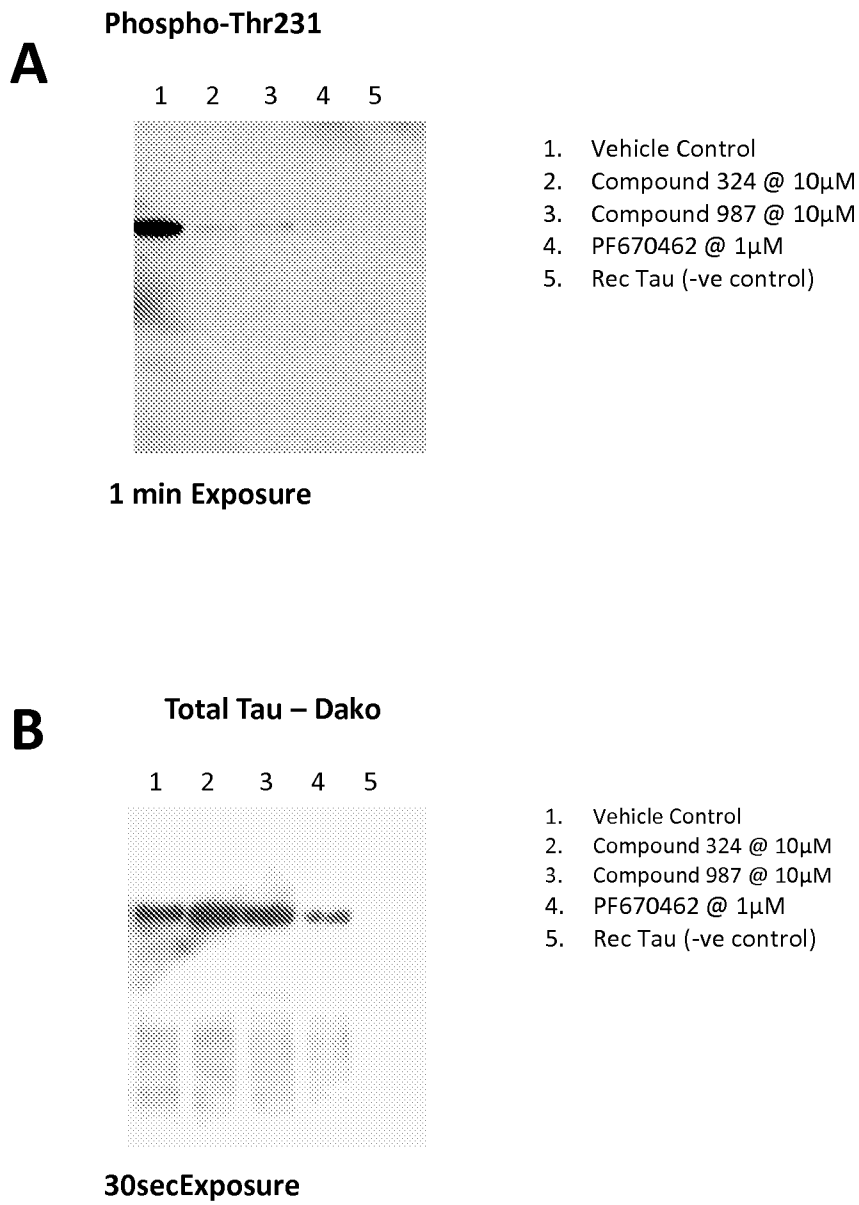 Phospho-Thr231
A
1 2 3 4 5
1. Vehicle Control
2. Compound 324 @ 10µM
3. Compound 987 @ 10µM
4. PF670462 @ 1µM
5. Rec Tau (-ve control)
1 min Exposure
Total Tau – Dako
B
1 2 3 4 5
1. Vehicle Control
2. Compound 324 @ 10µM
3. Compound 987 @ 10µM
4. PF670462 @ 1µM
5. Rec Tau (-ve control)
30secExposure